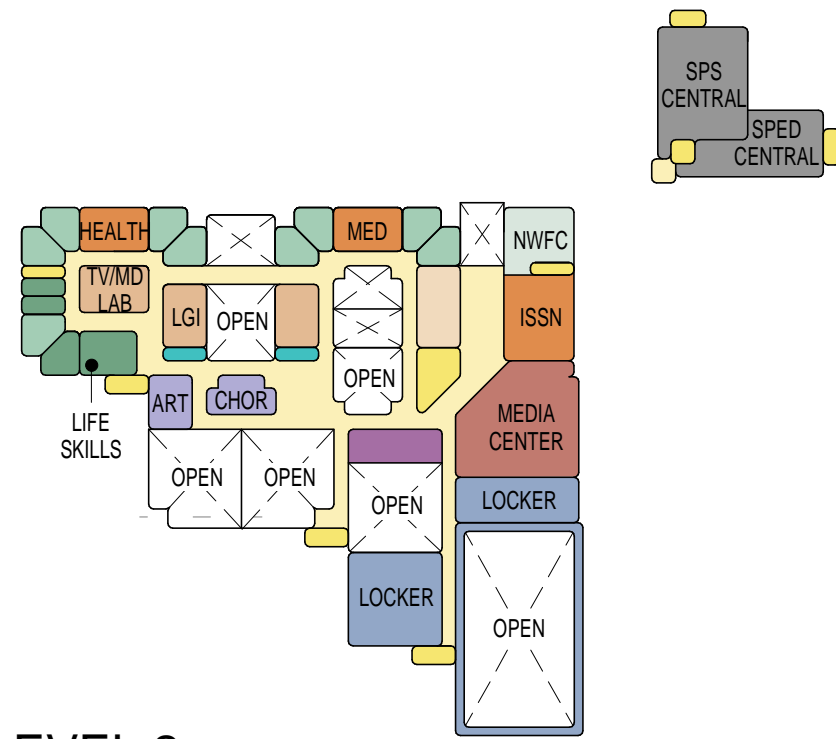 SPS
CENTRAL
SPED
CENTRAL
HEALTH
MED
NWFC
TV/MD
LAB
LGI
OPEN
ISSN
OPEN
ART
CHOR
LIFE
SKILLS
MEDIA
CENTER
OPEN
OPEN
OPEN
LOCKER
LOCKER
OPEN